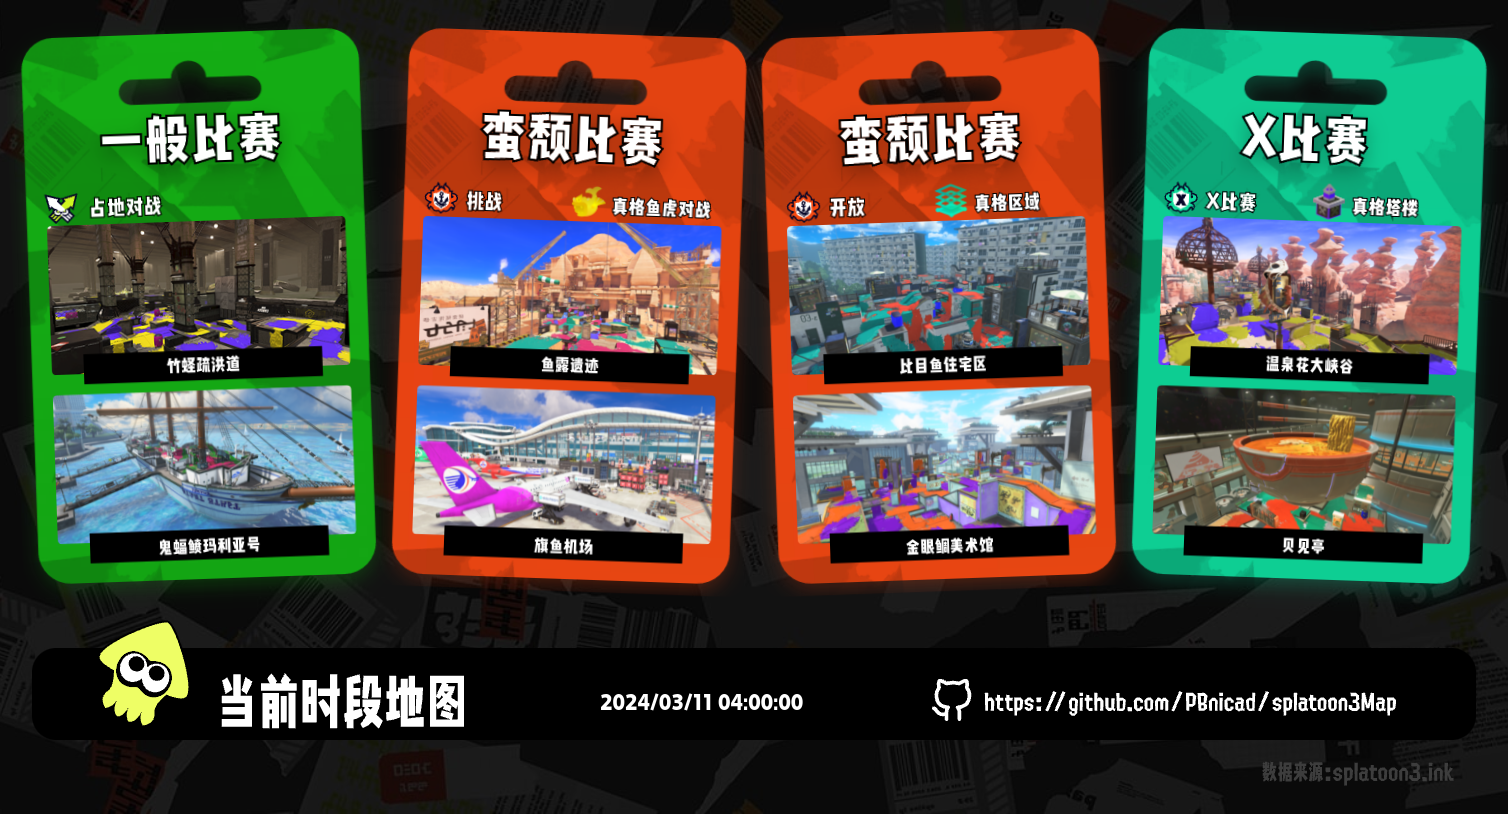 一般比赛
占地对战
竹蛏疏洪道
鬼蝠鲼玛利亚号
蛮颓比赛
挑战
真格鱼虎对战
鱼露遗迹
旗鱼机场
蛮颓比赛
开放
真格区域
比目鱼住宅区
金眼鲷美术馆
X比赛
X比赛
真格塔楼
温泉花大峡谷
贝见亭
当前时段地图
2024/03/11 04:00:00
https://github.com/PBnicad/splatoon3Map
数据来源:splatoon3.ink